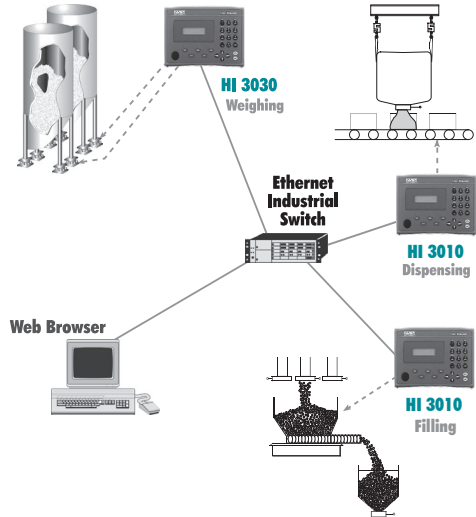 HI 3030
Weighing
Ethernet
Industrial
Switch
HI 3010
Dispensing
Web Browser
HI 3010
Filling